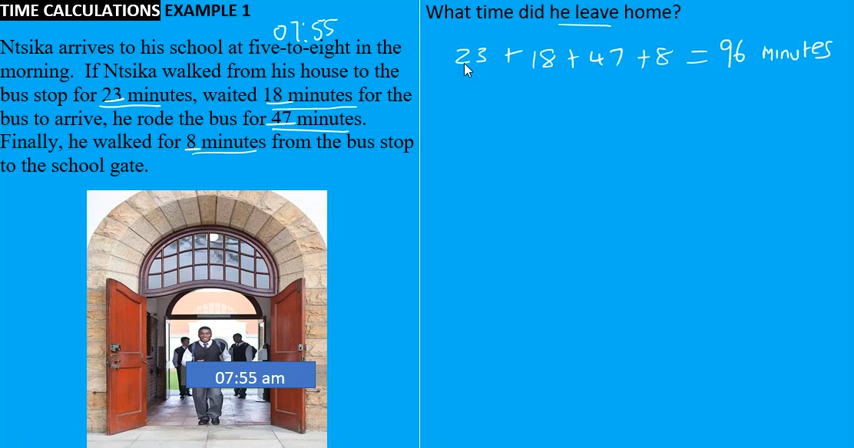 TIME CALCULATIONS EXAMPLE 1
07:55
Ntsika arrives to his school at five-to-eight in the
morning. If Ntsika walked from his house to the
bus stop for 23 minutes, waited 18 minutes for the
bus to arrive, he rode the bus for 47 minutes.
Finally, he walked for 8 minutes from the bus stop
to the school gate.
07:55 am
What time did he leave home?
23 + 18 + 47 + 8 = 96 minutes